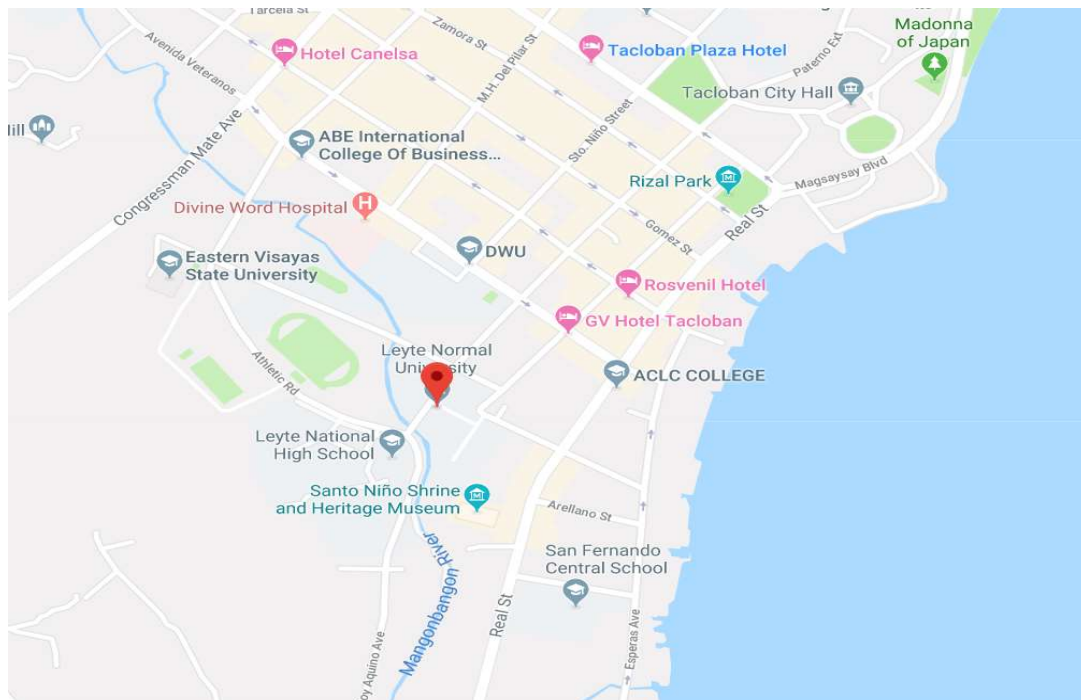 Tarcela St
Avenida Veteranos
Hotel Canelsa
Zamora St
M.H. Del Pilar St
Tacloban Plaza Hotel
Paterno Ext
Madonna
of Japan
Tacloban City Hall
Sto. Niño Street
ill
ABE International
College Of Business...
Congressman Mate Ave
Rizal Park
Magsaysay Blvd
Divine Word Hospital
Real St
Gomez St
DWU
Eastern Visayas
State University
Rosvenil Hotel
GV Hotel Tacloban
Leyte Normal
University
Athletic Rd
ACLC COLLEGE
Leyte National
High School
Santo Niño Shrine
and Heritage Museum
Arellano St
Mangonbangon River
San Fernando
Central School
Real St
Esperas Ave
oy Aquino Ave